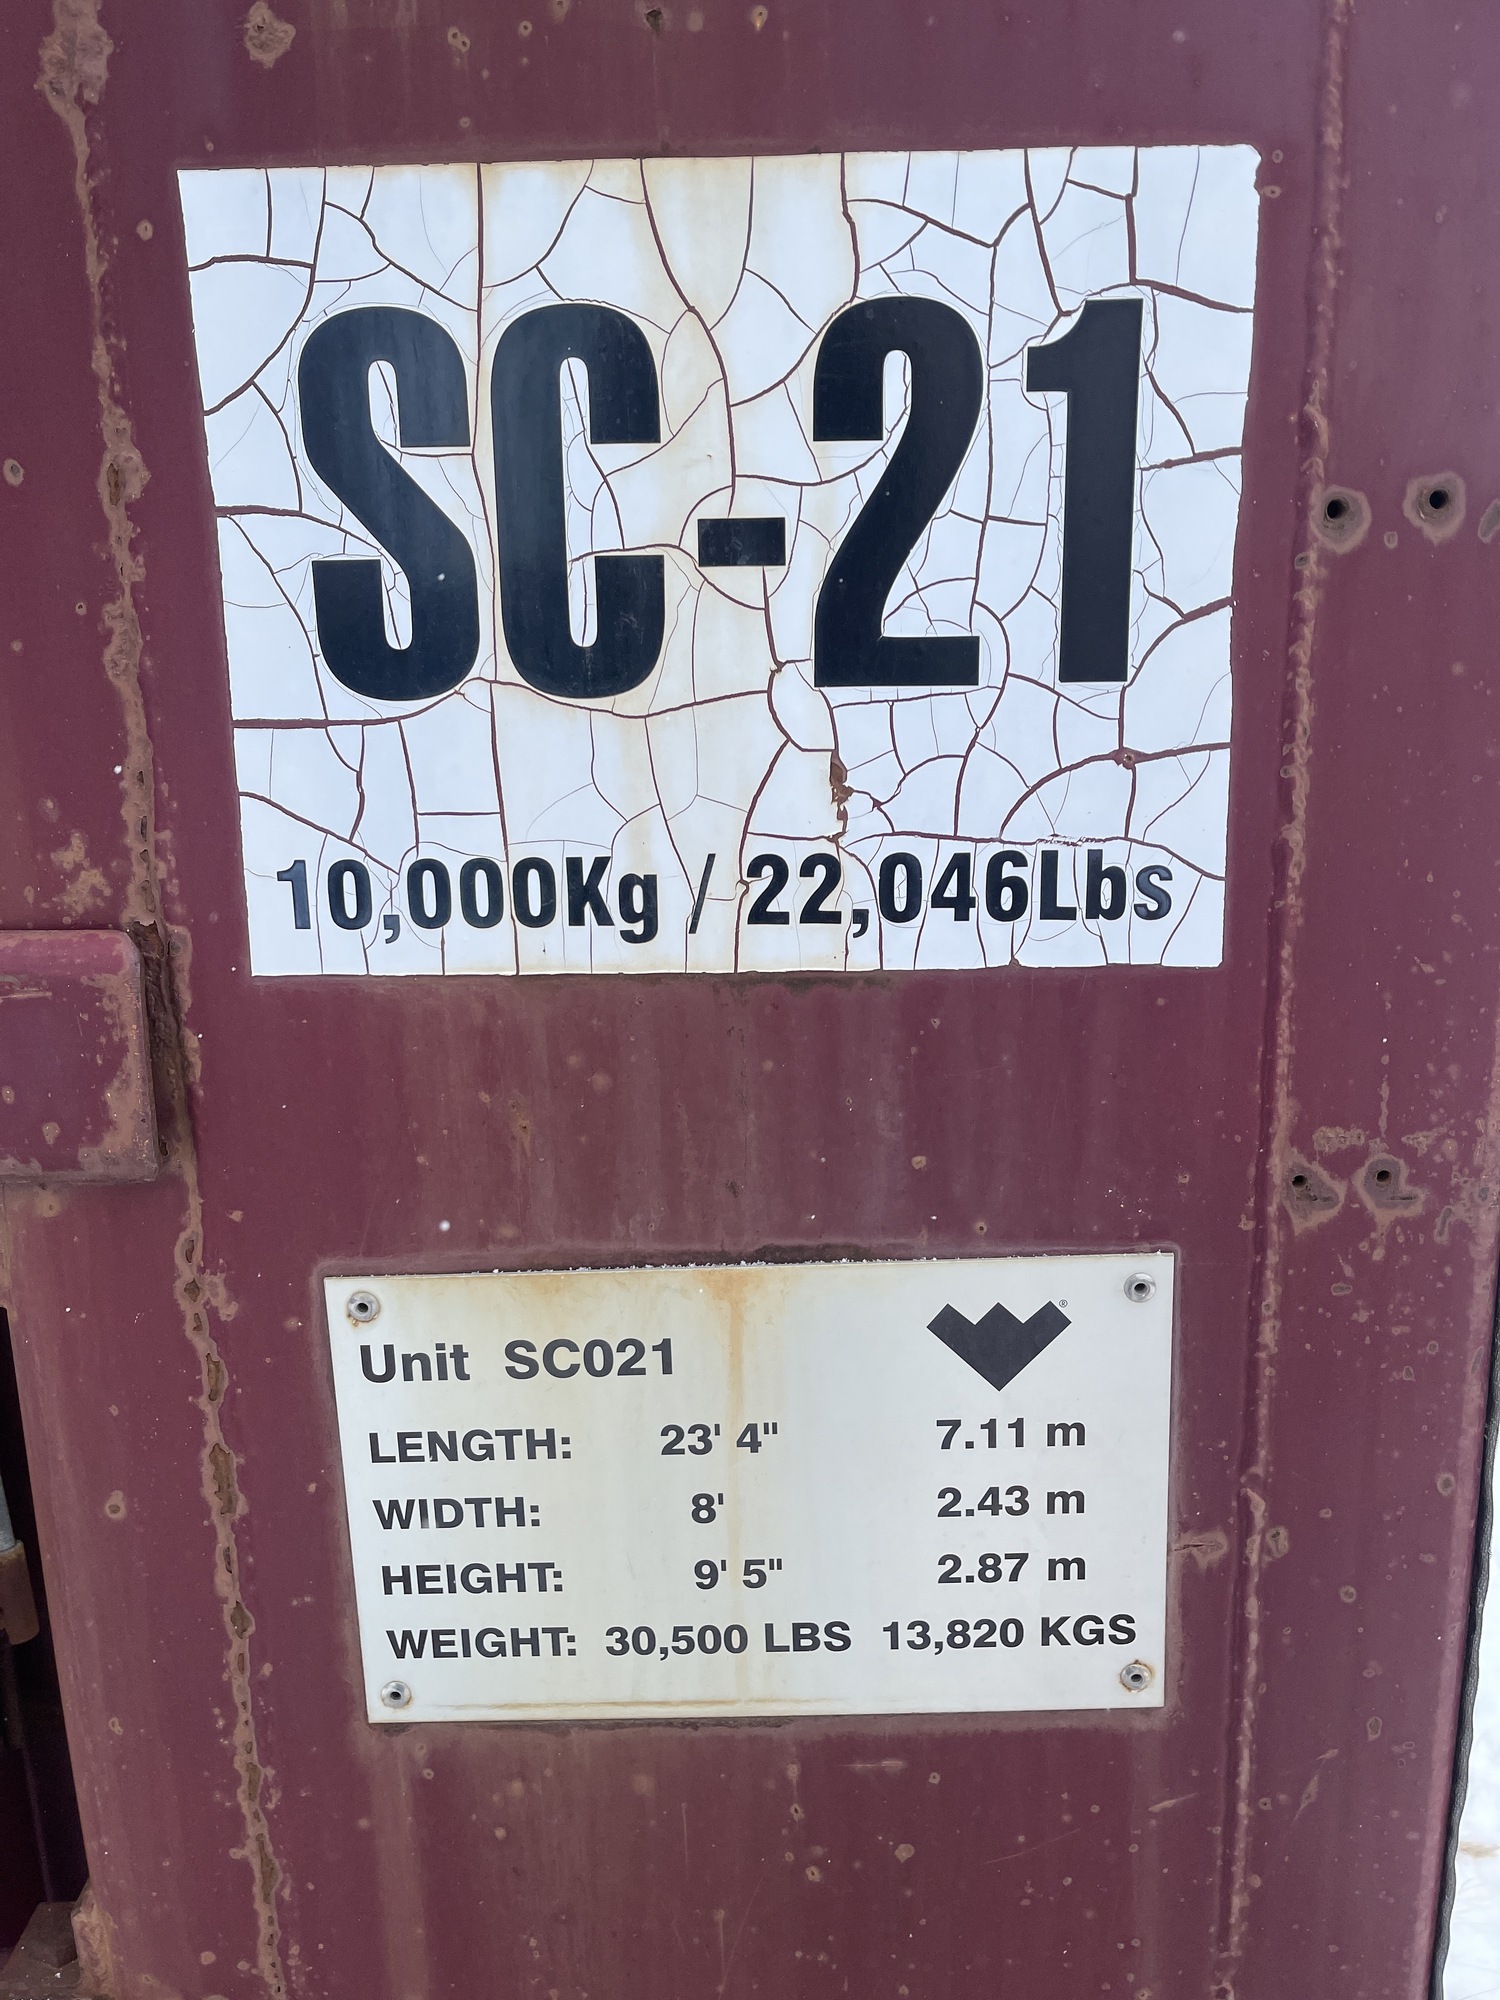 SC-21
10,000Kg / 22,046Lbs
®
Unit SC021
LENGTH: 23' 4" 7.11 m
WIDTH: 8' 2.43 m
HEIGHT: 9' 5" 2.87 m
WEIGHT: 30,500 LBS 13,820 KGS